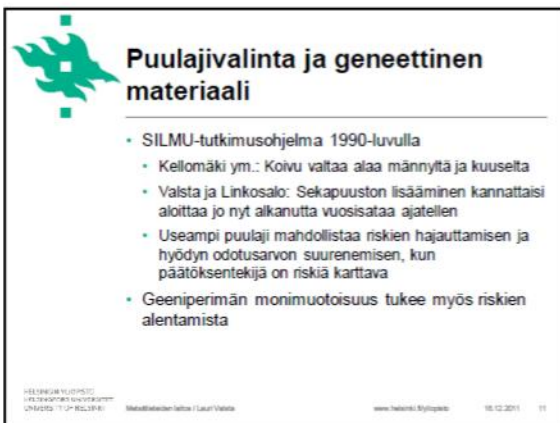 Puulajivalinta ja geneettinen
materiaali
• SILMU-tutkimusohjelma 1990-luvulla
• Kellomäki ym.: Koivu valtaa alaa männyltä ja kuuselta
• Valsta ja Linkosalo: Sekapuuston lisääminen kannattaisi
aloittaa jo nyt alkanutta vuosisataa ajatellen
• Useampi puulaji mahdollistaa riskien hajauttamisen ja
hyödyn odotusarvon suurenemisen, kun
päätöksentekijä on riskiä karttava
• Geeniperimän monimuotoisuus tukee myös riskien
alentamista
HELSINGIN YLIOPISTO
HELSINGFORS UNIVERSITET
UNIVERSITY OF HELSINKI
Metsätieteiden laitos / Lauri Valsta
www.helsinki.fi/yliopisto
11